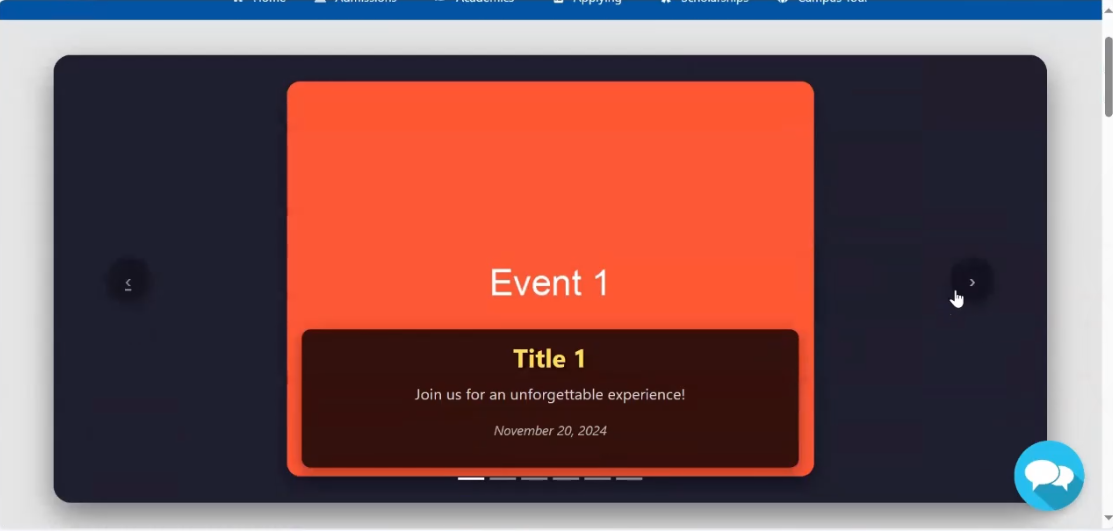 Home Admissions Academics Applying Scholarships Campus Tour
Event 1
Title 1
Join us for an unforgettable experience!
November 20, 2024